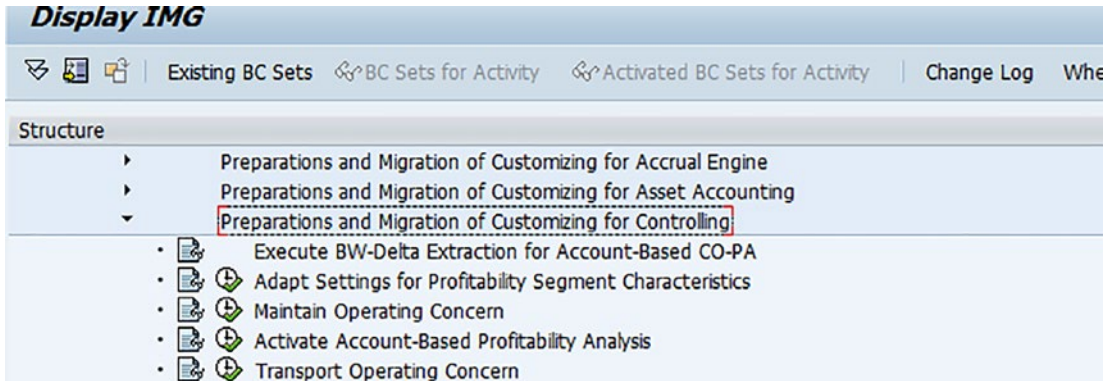 Display IMG
Existing BC Sets BC Sets for Activity Activated BC Sets for Activity Change Log
Structure
Preparations and Migration of Customizing for Accrual Engine
Preparations and Migration of Customizing for Asset Accounting
Preparations and Migration of Customizing for Controlling
Execute BW-Delta Extraction for Account-Based CO-PA
Adapt Settings for Profitability Segment Characteristics
Maintain Operating Concern
Activate Account-Based Profitability Analysis
Transport Operating Concern